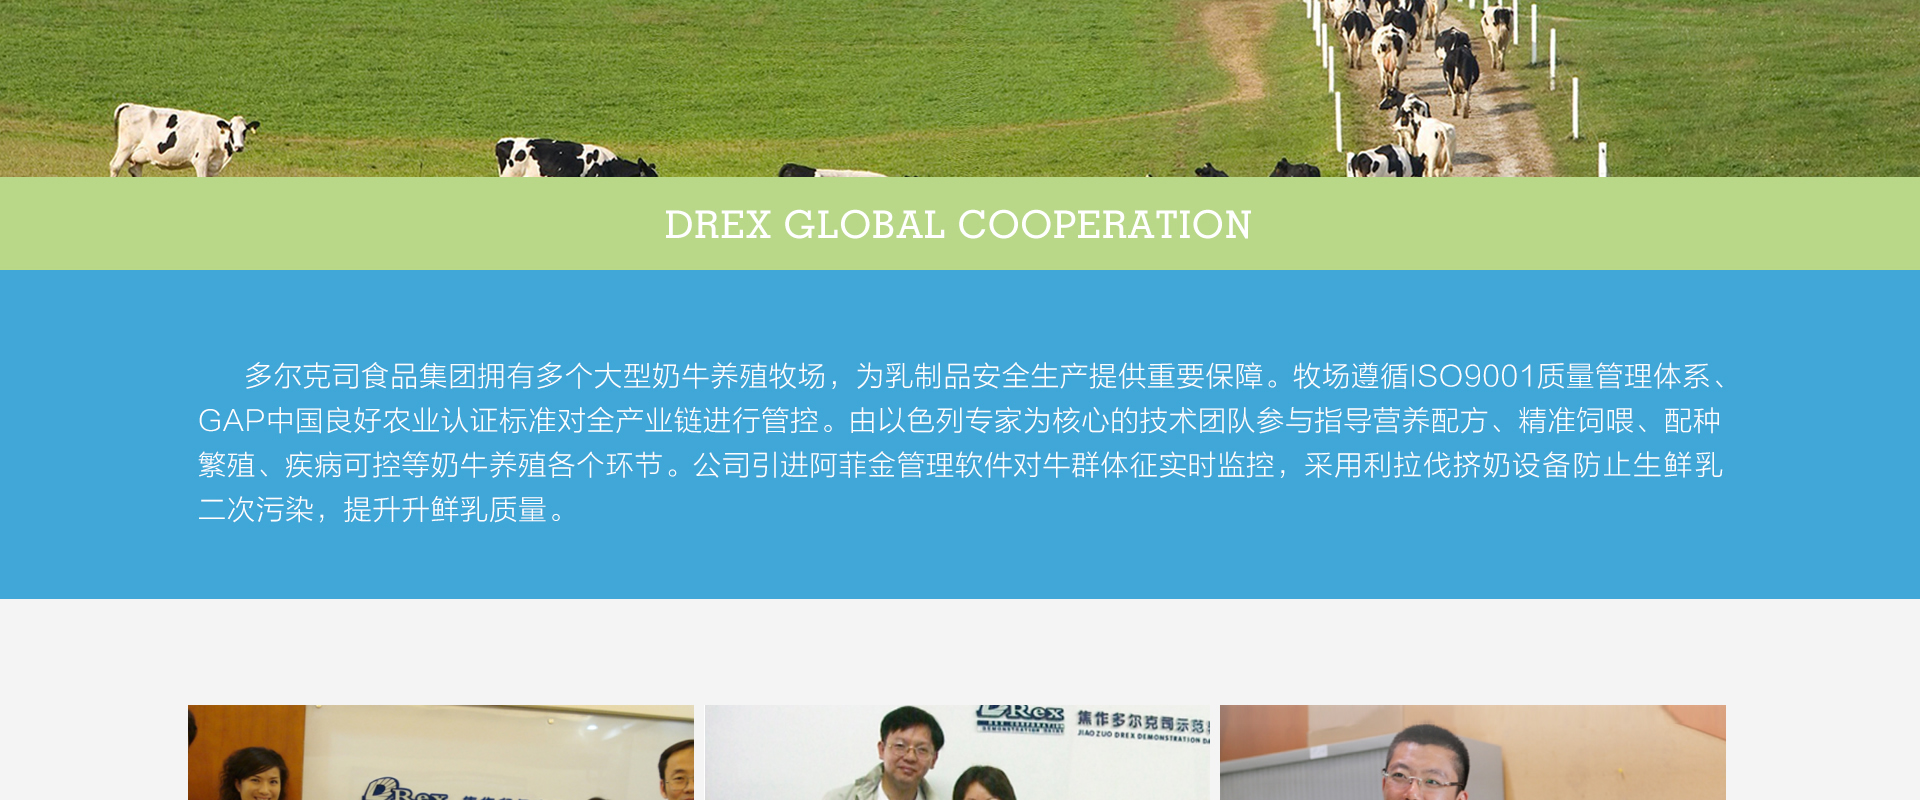 DREX GLOBAL COOPERATION
多尔克司食品集团拥有多个大型奶牛养殖牧场，为乳制品安全生产提供重要保障。牧场遵循ISO9001质量管理体系、
GAP中国良好农业认证标准对全产业链进行管控。由以色列专家为核心的技术团队参与指导营养配方、精准饲喂、配种
繁殖、疾病可控等奶牛养殖各个环节。公司引进阿菲金管理软件对牛群体征实时监控，采用利拉伐挤奶设备防止生鲜乳
二次污染，提升升鲜乳质量。
DRex
DRex
DREX CORPORATION
焦作多尔克司示范
JIAOZUO DREX DEMONSTRATION